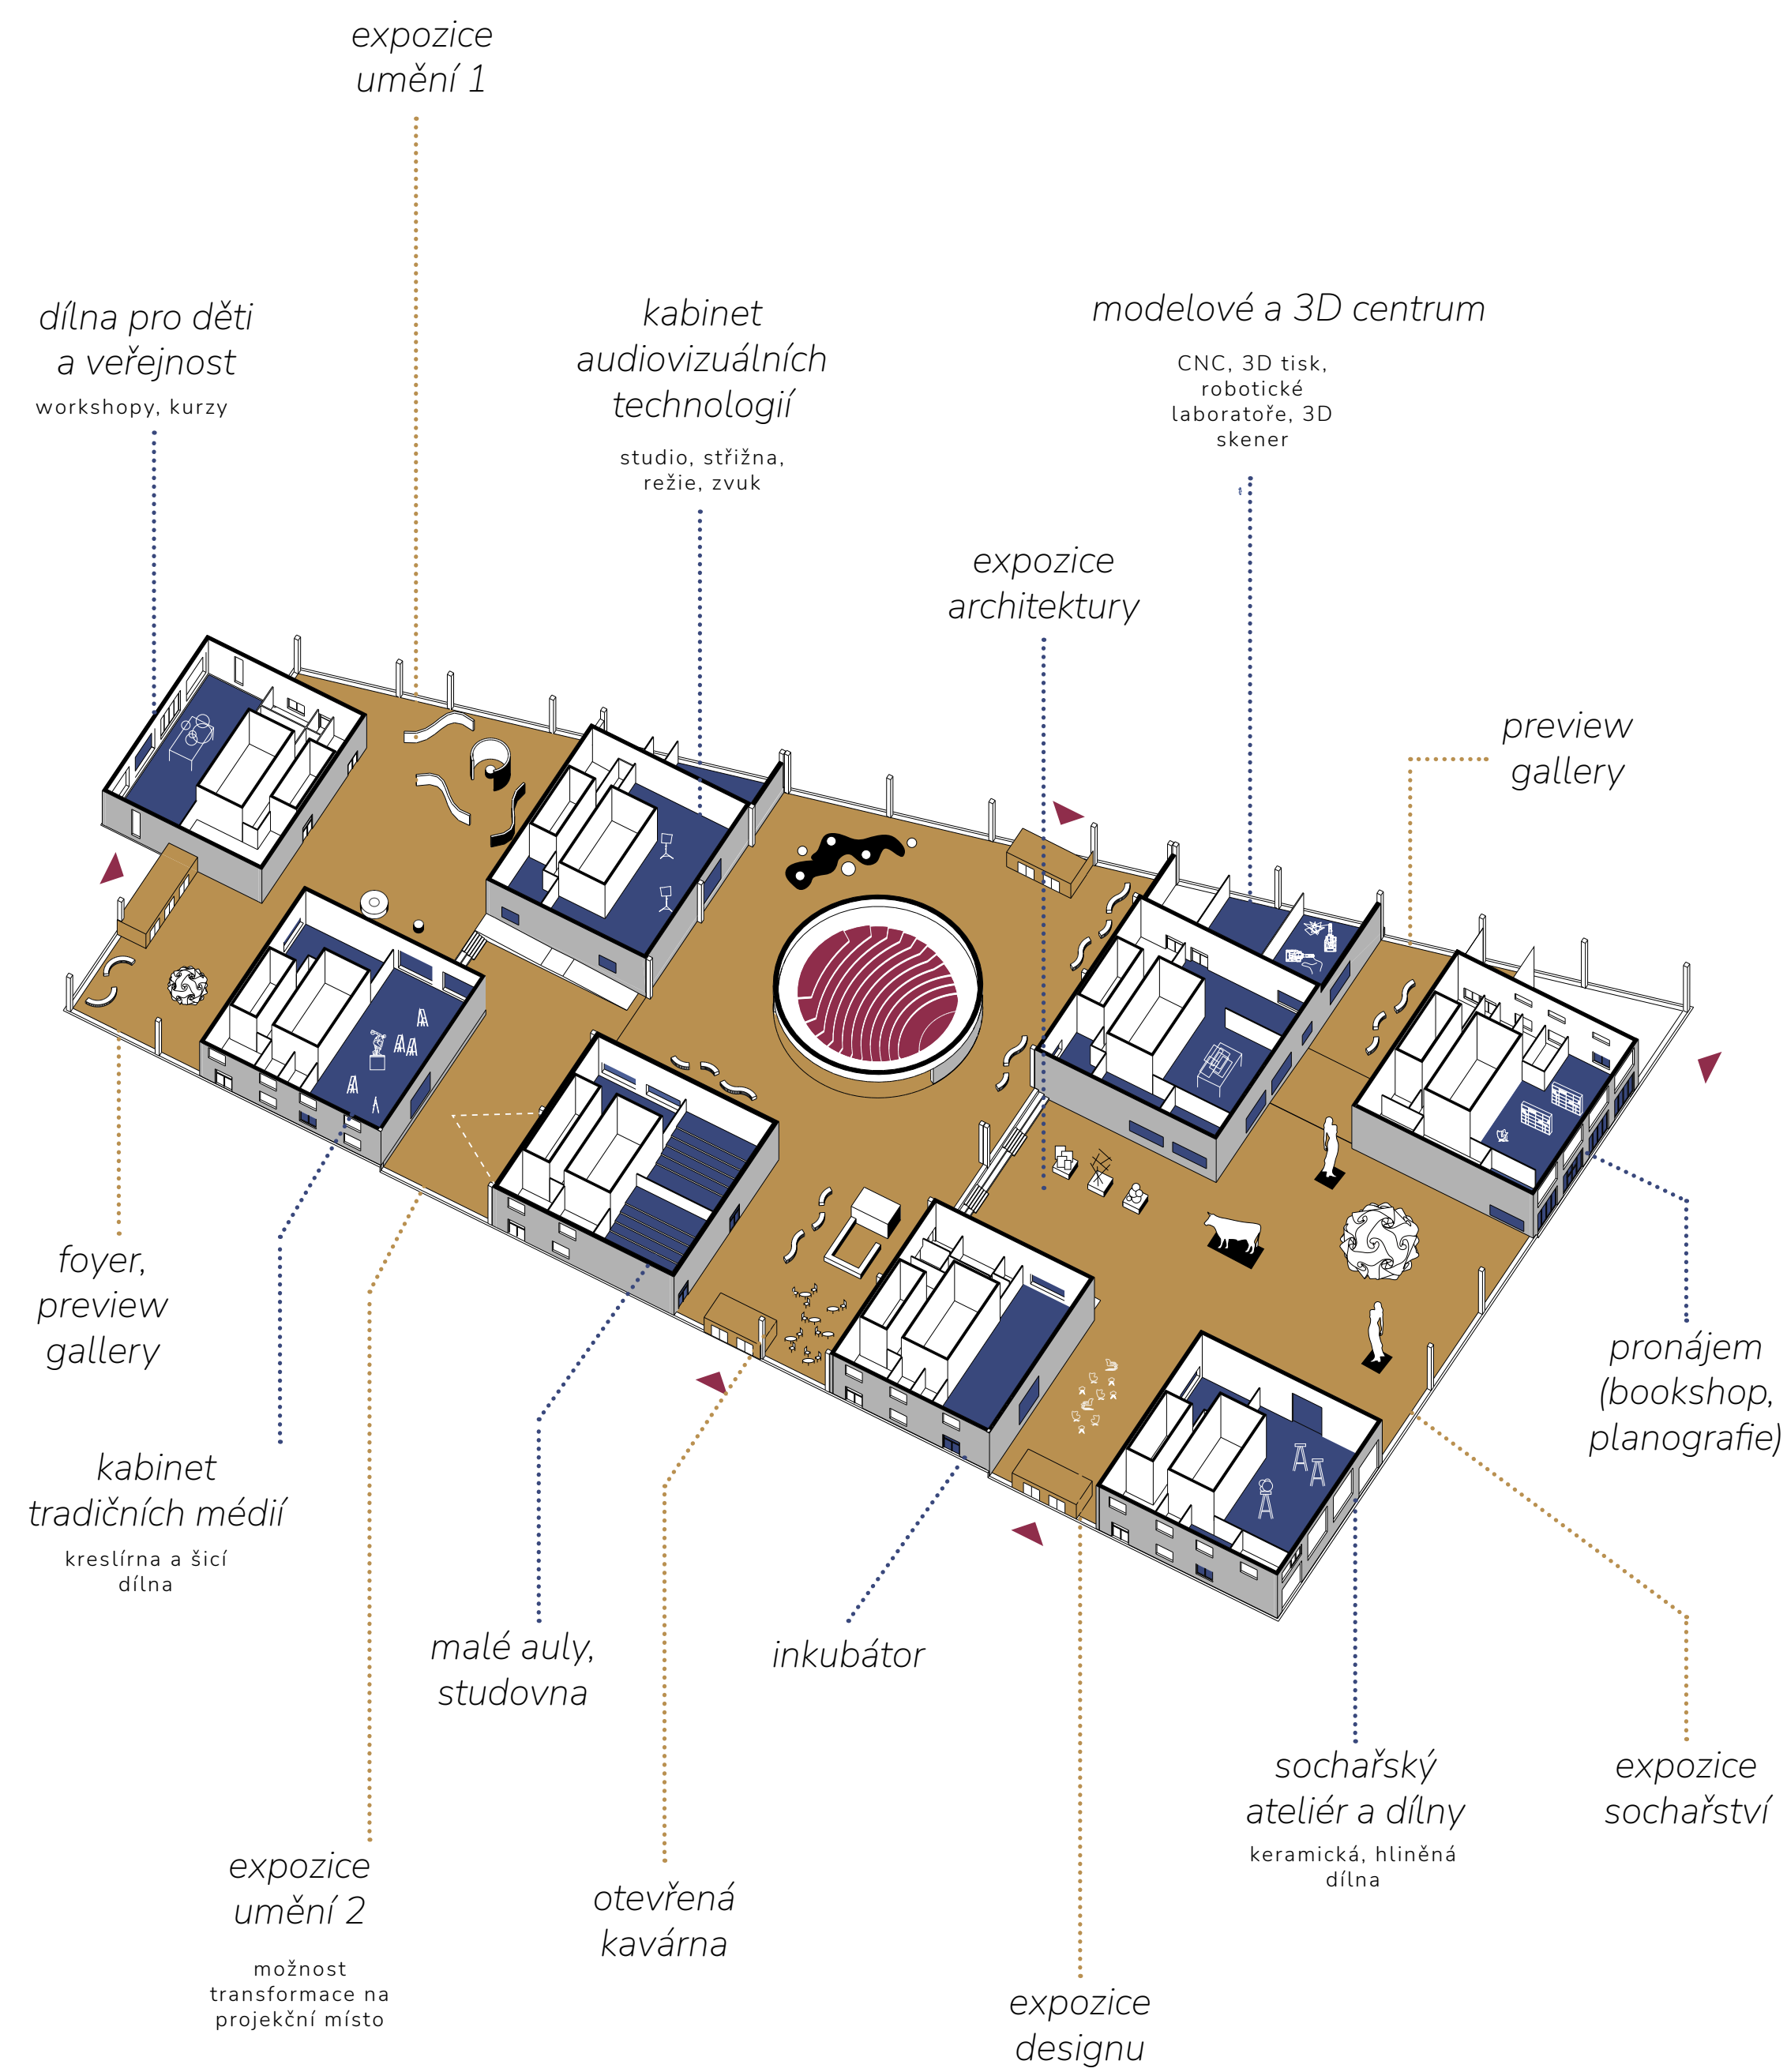 expozice
umění 1
dílna pro děti
a veřejnost
workshopy, kurzy
kabinet
audiovizuálních
technologií
studio, střižna,
režie, zvuk
modelové a 3D centrum
CNC, 3D tisk,
robotické
laboratoře, 3D
skener
expozice
architektury
preview
gallery
foyer,
preview
gallery
pronájem
(bookshop,
planografie)
kabinet
tradičních médií
kreslírna a šicí
dílna
malé auly,
studovna
inkubátor
sochařský
ateliér a dílny
keramická, hliněná
dílna
expozice
sochařství
expozice
umění 2
možnost
transformace na
projekční místo
otevřená
kavárna
expozice
designu